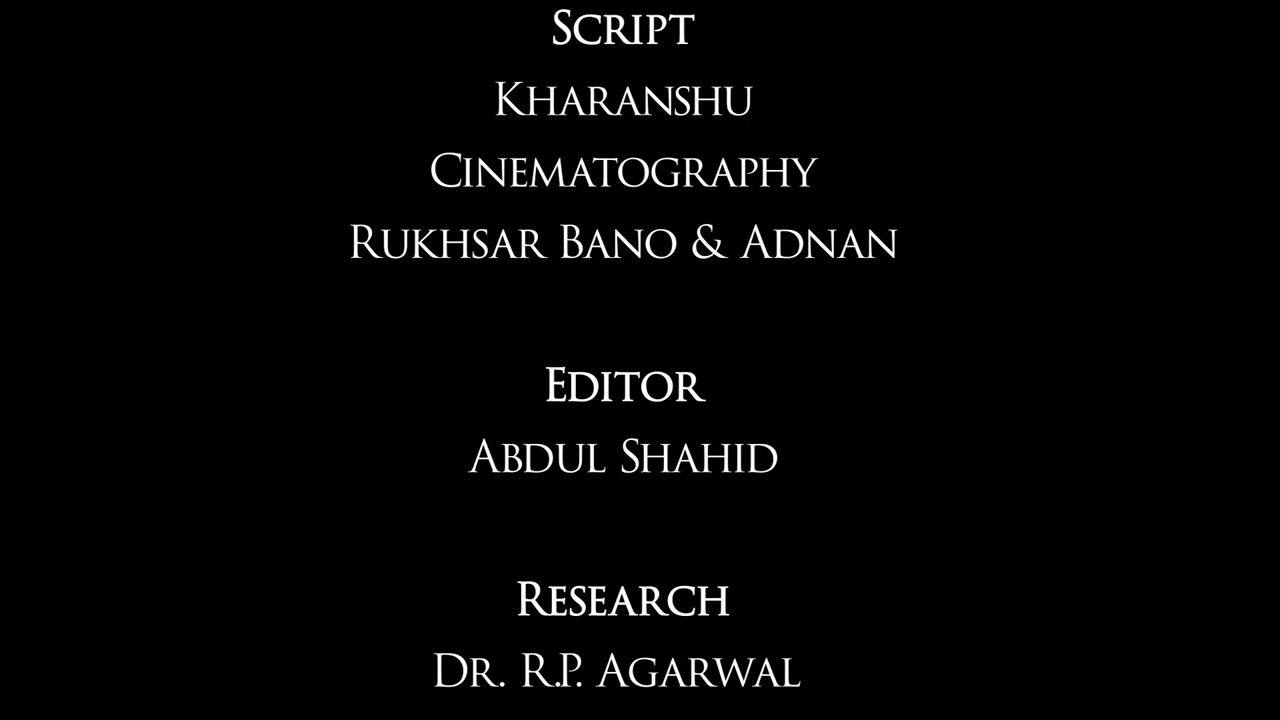 Script
Kharanshu
Cinematography
Rukhsar Bano & Adnan
Editor
Abdul Shahid
Research
Dr. R.P. Agarwal